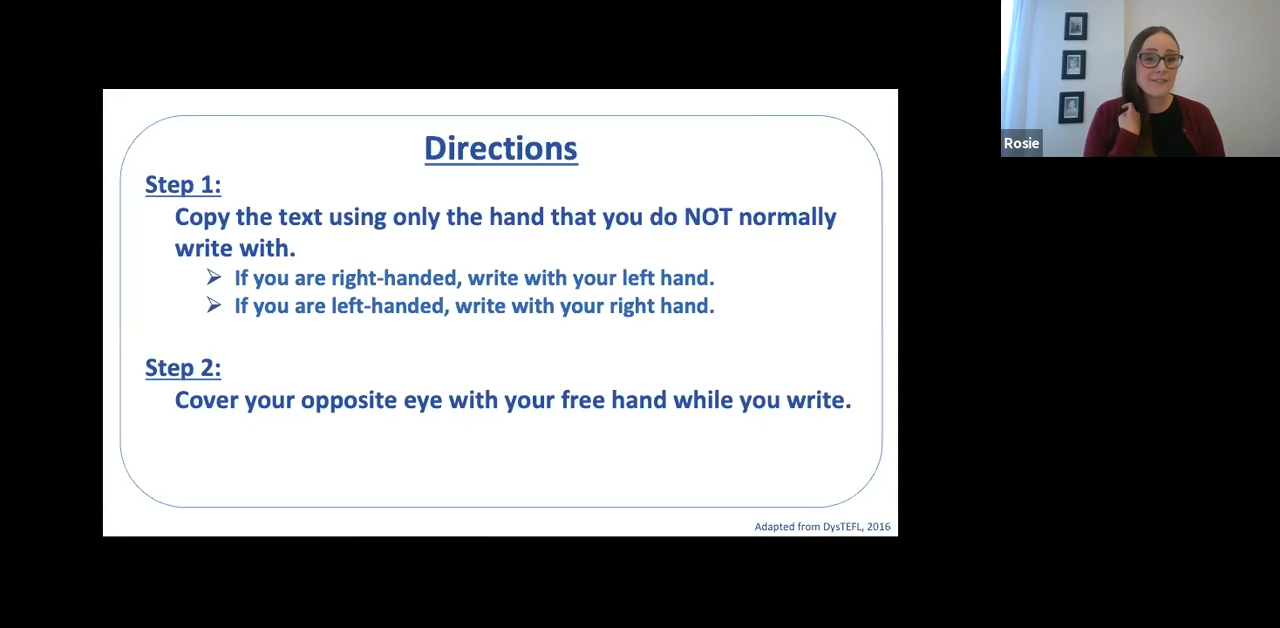 Directions
Step 1:
Copy the text using only the hand that you do NOT normally
write with.
➢ If you are right-handed, write with your left hand.
➢ If you are left-handed, write with your right hand.
Step 2:
Cover your opposite eye with your free hand while you write.
Adapted from DysTEFL, 2016
Rosie